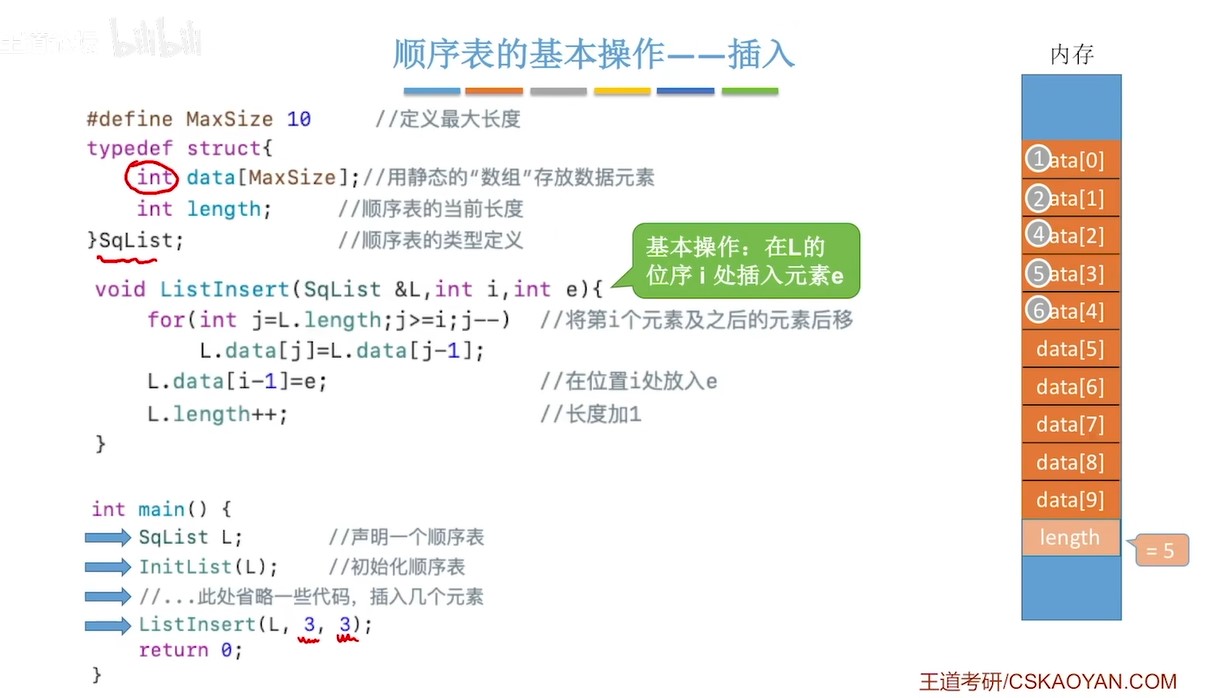 bilibili
顺序表的基本操作——插入
#define MaxSize 10 //定义最大长度
typedef struct{
int data[MaxSize];//用静态的“数组”存放数据元素
int length; //顺序表的当前长度
}SqList; //顺序表的类型定义
基本操作：在L的
位序 i 处插入元素e
void ListInsert(SqList &L,int i,int e){
for(int j=L.length;j>=i;j--) //将第i个元素及之后的元素后移
L.data[j]=L.data[j-1];
L.data[i-1]=e; //在位置i处放入e
L.length++; //长度加1
}
int main() {
SqList L; //声明一个顺序表
InitList(L); //初始化顺序表
//...此处省略一些代码，插入几个元素
ListInsert(L, 3, 3);
return 0;
}
内存
1 ata[0]
2 ata[1]
4 ata[2]
5 ata[3]
6 ata[4]
data[5]
data[6]
data[7]
data[8]
data[9]
length
= 5
王道考研/CSKAOYAN.COM